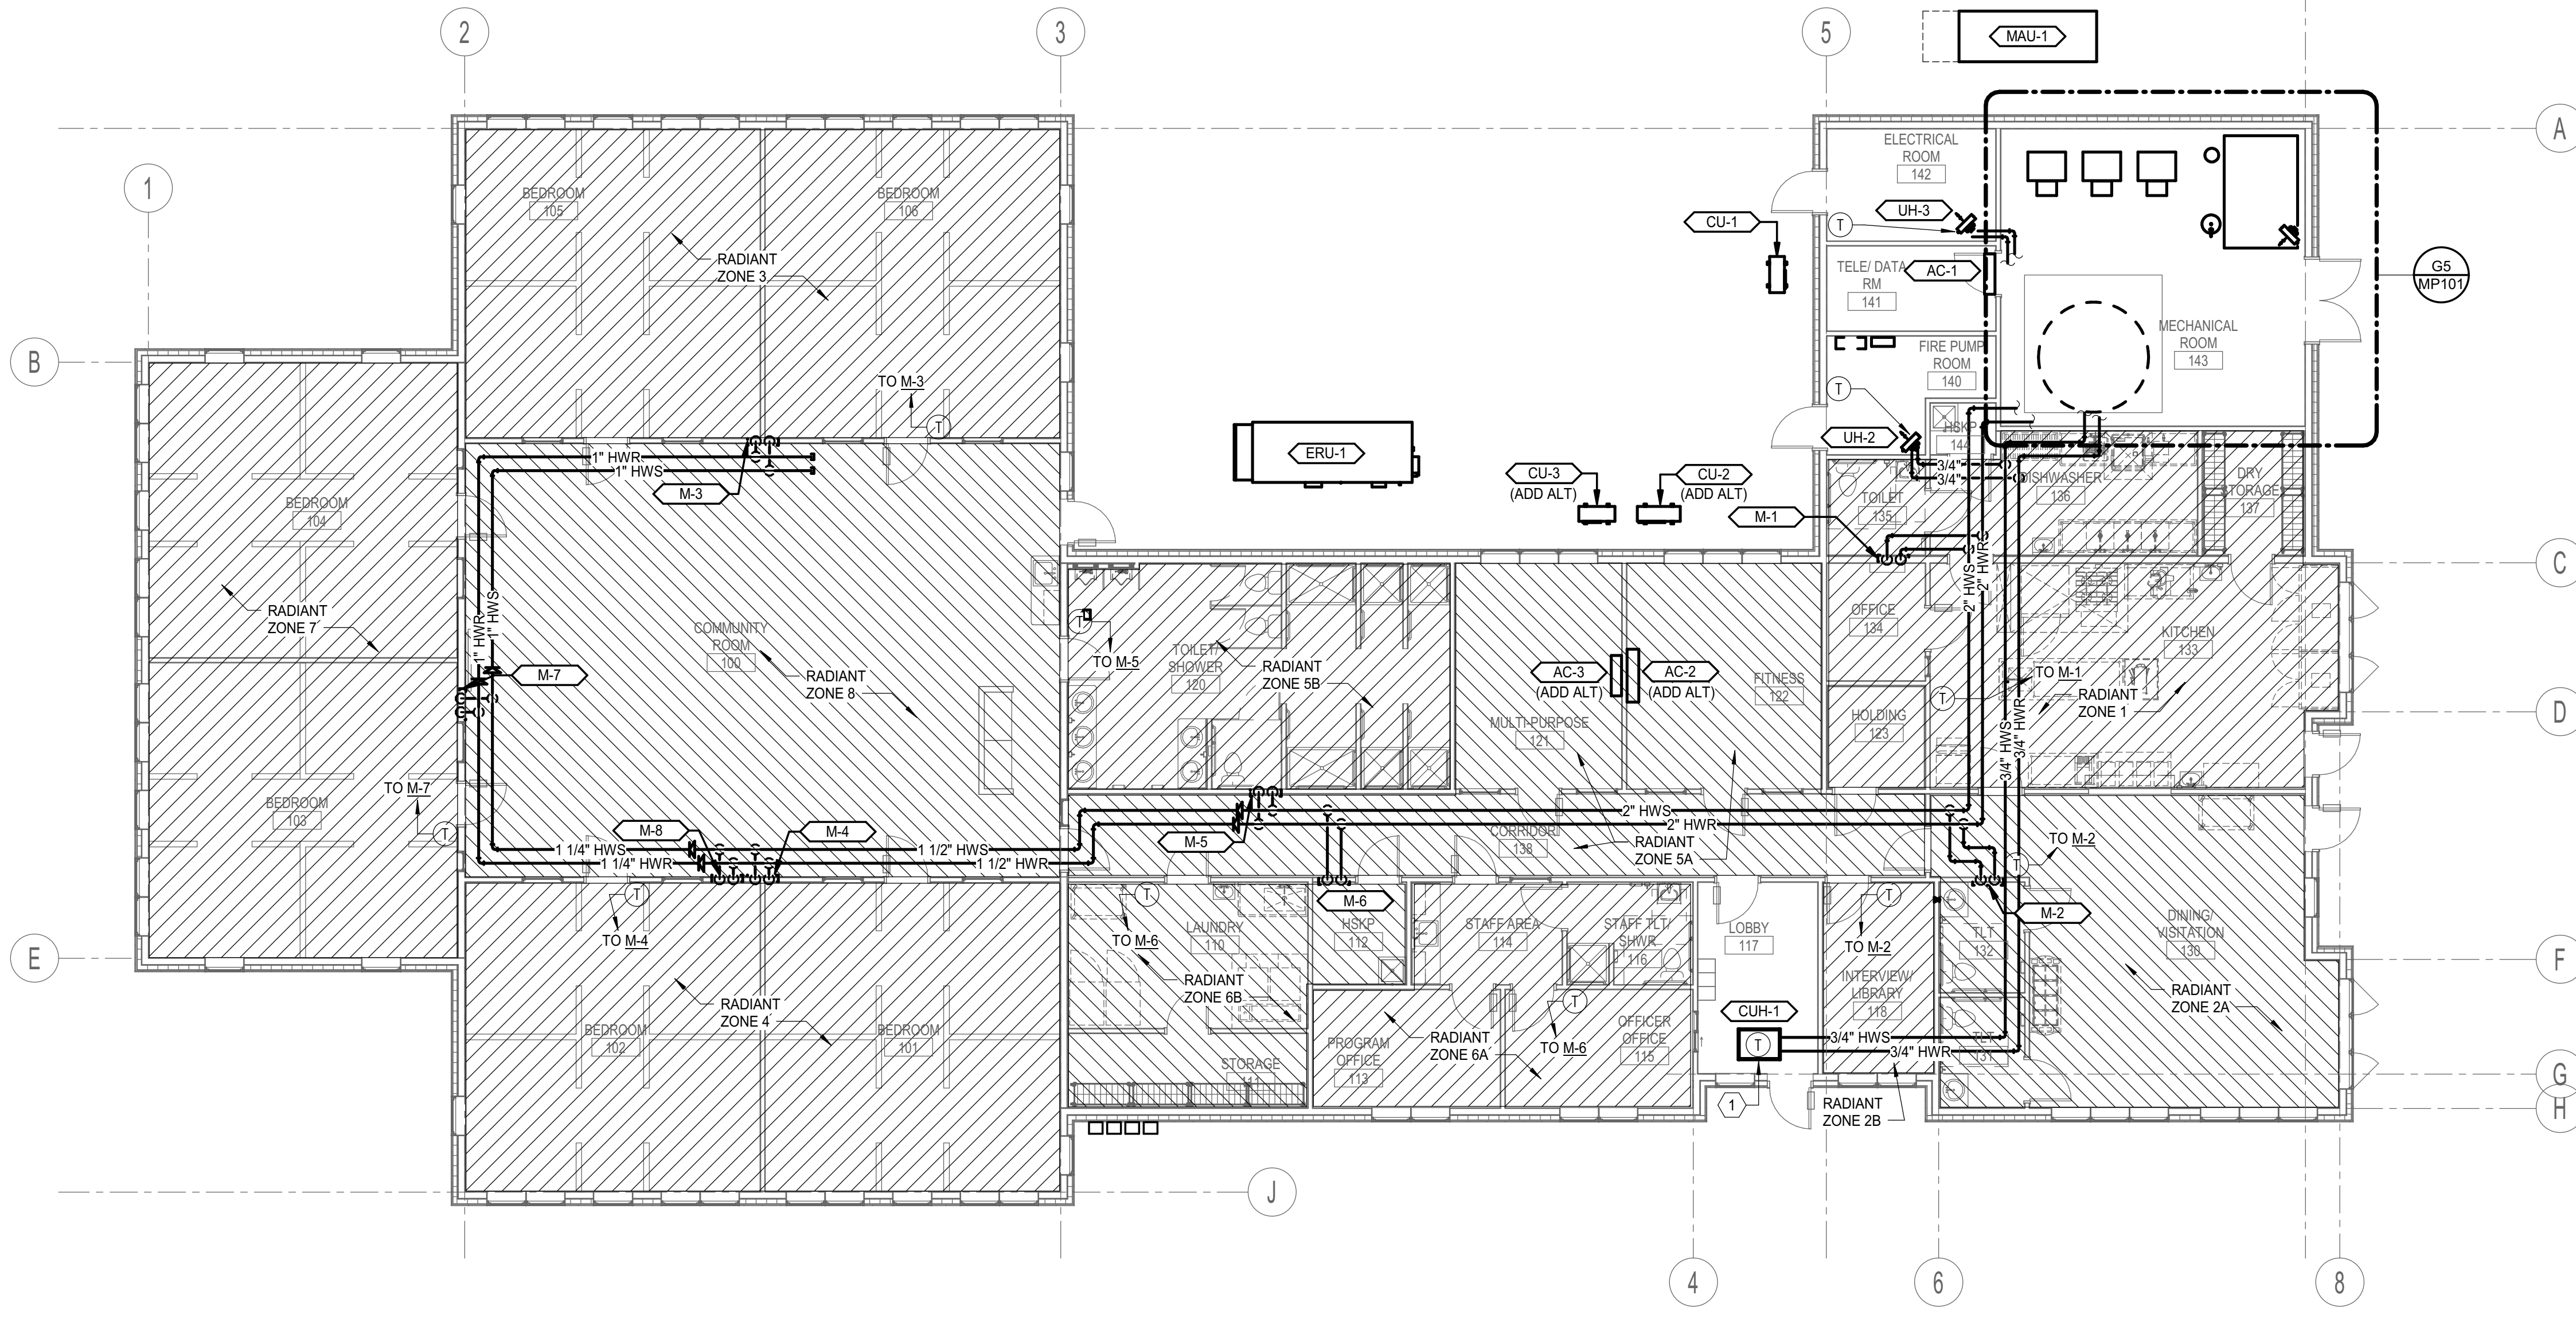 2
3
5
MAU-1
A
1
ELECTRICAL
ROOM
142
BEDROOM
105
BEDROOM
106
UH-3
T
CU-1
RADIANT
ZONE 3
TELE/ DATA
RM
141
AC-1
G5
MP101
MECHANICAL
ROOM
143
B
FIRE PUMP
ROOM
140
TO M-3
T
T
UH-2
HSKP
144
1" HWR
1" HWS
M-3
ERU-1
CU-3
(ADD ALT)
CU-2
(ADD ALT)
M-1
3/4"
3/4"
DISHWASHER
136
DRY
STORAGE
137
TOILET
135
BEDROOM
104
C
2" HWS
2" HWR
1" HWR
1" HWS
RADIANT
ZONE 7
COMMUNITY
ROOM
100
T
TO M-5
TOILET/
SHOWER
120
RADIANT
ZONE 5B
OFFICE
134
KITCHEN
133
M-7
RADIANT
ZONE 8
AC-3
(ADD ALT)
AC-2
(ADD ALT)
FITNESS
122
TO M-1
T
RADIANT
ZONE 1
D
MULTI-PURPOSE
121
HOLDING
123
3/4" HWS
3/4" HWR
TO M-7
T
BEDROOM
103
M-8
M-4
M-5
2" HWS
2" HWR
CORRIDOR
138
RADIANT
ZONE 5A
1 1/4" HWS
1 1/4" HWR
1 1/2" HWS
1 1/2" HWR
TO M-2
T
T
TO M-4
T
TO M-6
LAUNDRY
110
M-6
HSKP
112
STAFF AREA
114
STAFF TLT/
SHWR
116
LOBBY
117
T
TO M-2
M-2
TLT
132
DINING/
VISITATION
130
E
F
RADIANT
ZONE 4
RADIANT
ZONE 6B
INTERVIEW/
LIBRARY
118
RADIANT
ZONE 2A
BEDROOM
102
BEDROOM
101
T
TO M-6
CUH-1
T
OFFICER
OFFICE
115
PROGRAM
OFFICE
113
RADIANT
ZONE 6A
3/4" HWS
3/4" HWR
TLT
131
STORAGE
111
G
H
1
RADIANT
ZONE 2B
J
4
6
8